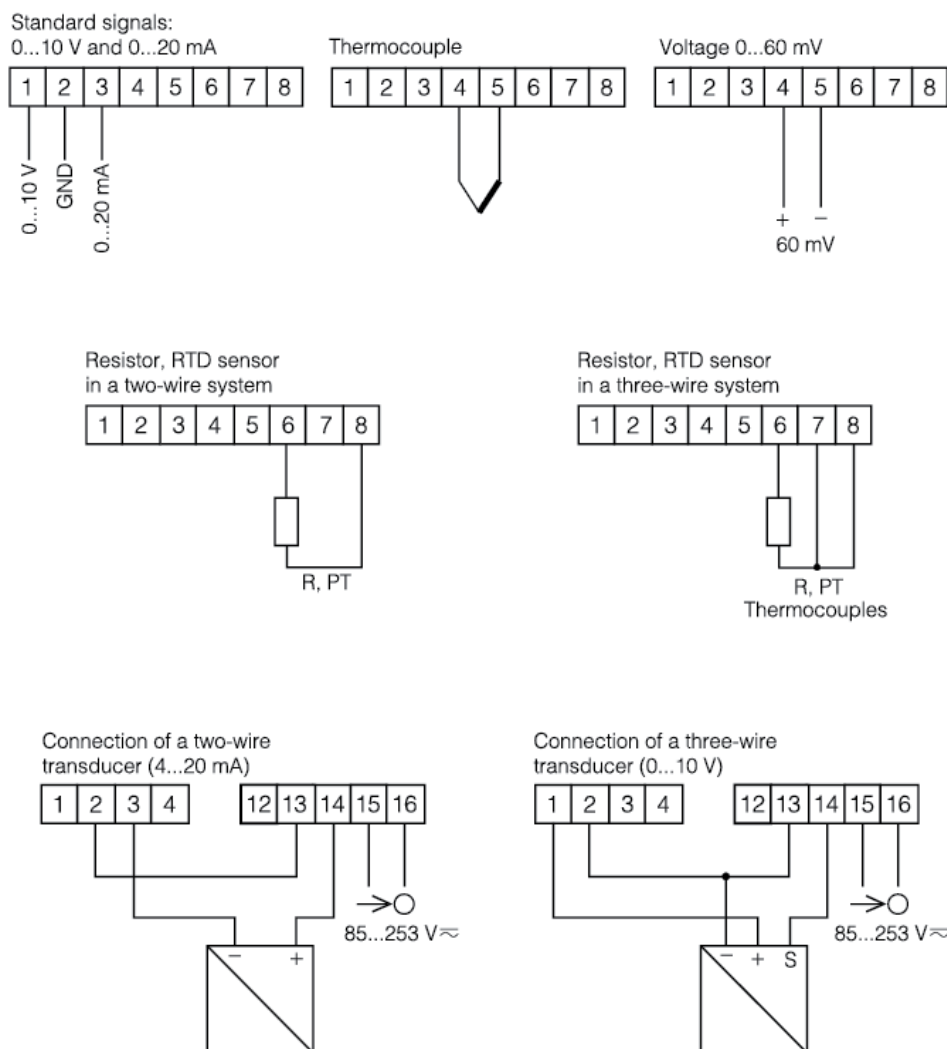 Standard signals:
0...10 V and 0...20 mA
1 2 3 4 5 6 7 8
0...10 V
GND
0...20 mA
Thermocouple
1 2 3 4 5 6 7 8
Voltage 0...60 mV
1 2 3 4 5 6 7 8
+ −
60 mV
Resistor, RTD sensor
in a two-wire system
1 2 3 4 5 6 7 8
R, PT
Resistor, RTD sensor
in a three-wire system
1 2 3 4 5 6 7 8
R, PT
Thermocouples
Connection of a two-wire
transducer (4...20 mA)
1 2 3 4 12 13 14 15 16
85...253 V≂
− +
Connection of a three-wire
transducer (0...10 V)
1 2 3 4 12 13 14 15 16
85...253 V≂
− + S